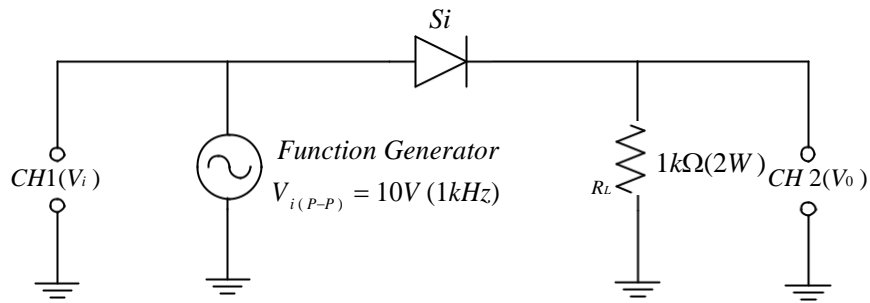 Si
CH1(Vi)
Function Generator
Vi(P−P) = 10V (1kHz)
RL
1kΩ(2W)
CH 2(V0)